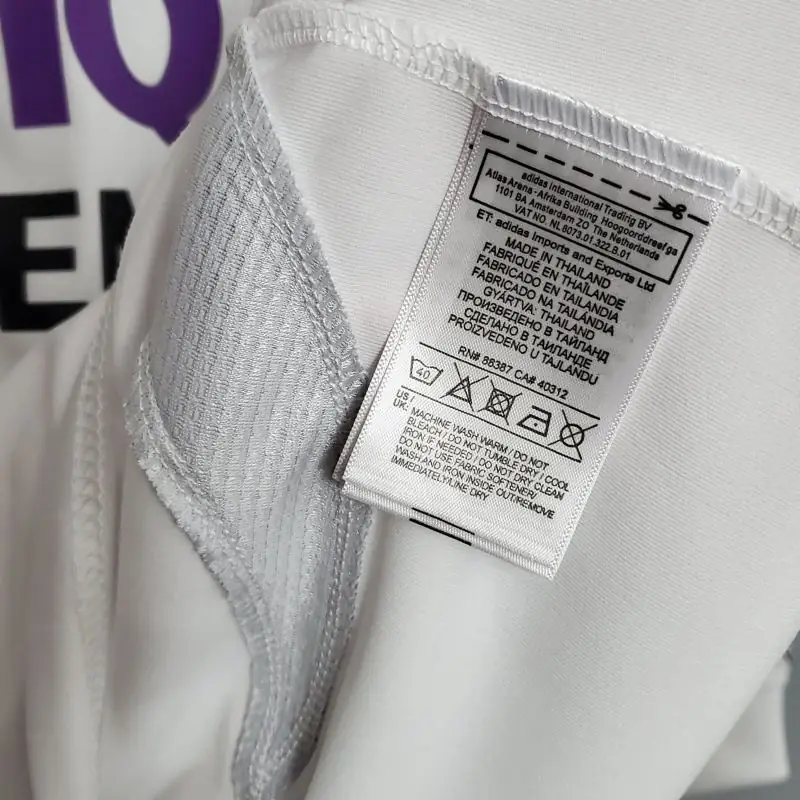 IO
EN
adidas International Trading BV
Atlas Arena-Afrika Building, Hoogoorddreef 9a
1101 BA Amsterdam ZO The Netherlands
VAT NO. NL6073.01.322.B.01
ET: adidas Imports and Exports Ltd
MADE IN THAILAND
FABRIQUÉ EN THAÏLANDE
FABRICADO EN TAILANDIA
FABRICADO NA TAILÂNDIA
GYÁRTVA: THAILAND
ПРОИЗВЕДЕНО В ТАЙЛАНД
СДЕЛАНО В ТАИЛАНДЕ
PROIZVEDENO U TAJLANDU
RN# 88387 CA# 40312
40
US /
UK: MACHINE WASH WARM / DO NOT
BLEACH / DO NOT TUMBLE DRY / COOL
IRON IF NEEDED / DO NOT DRY CLEAN
DO NOT USE FABRIC SOFTENER/
WASH AND IRON INSIDE OUT/REMOVE
IMMEDIATELY/LINE DRY